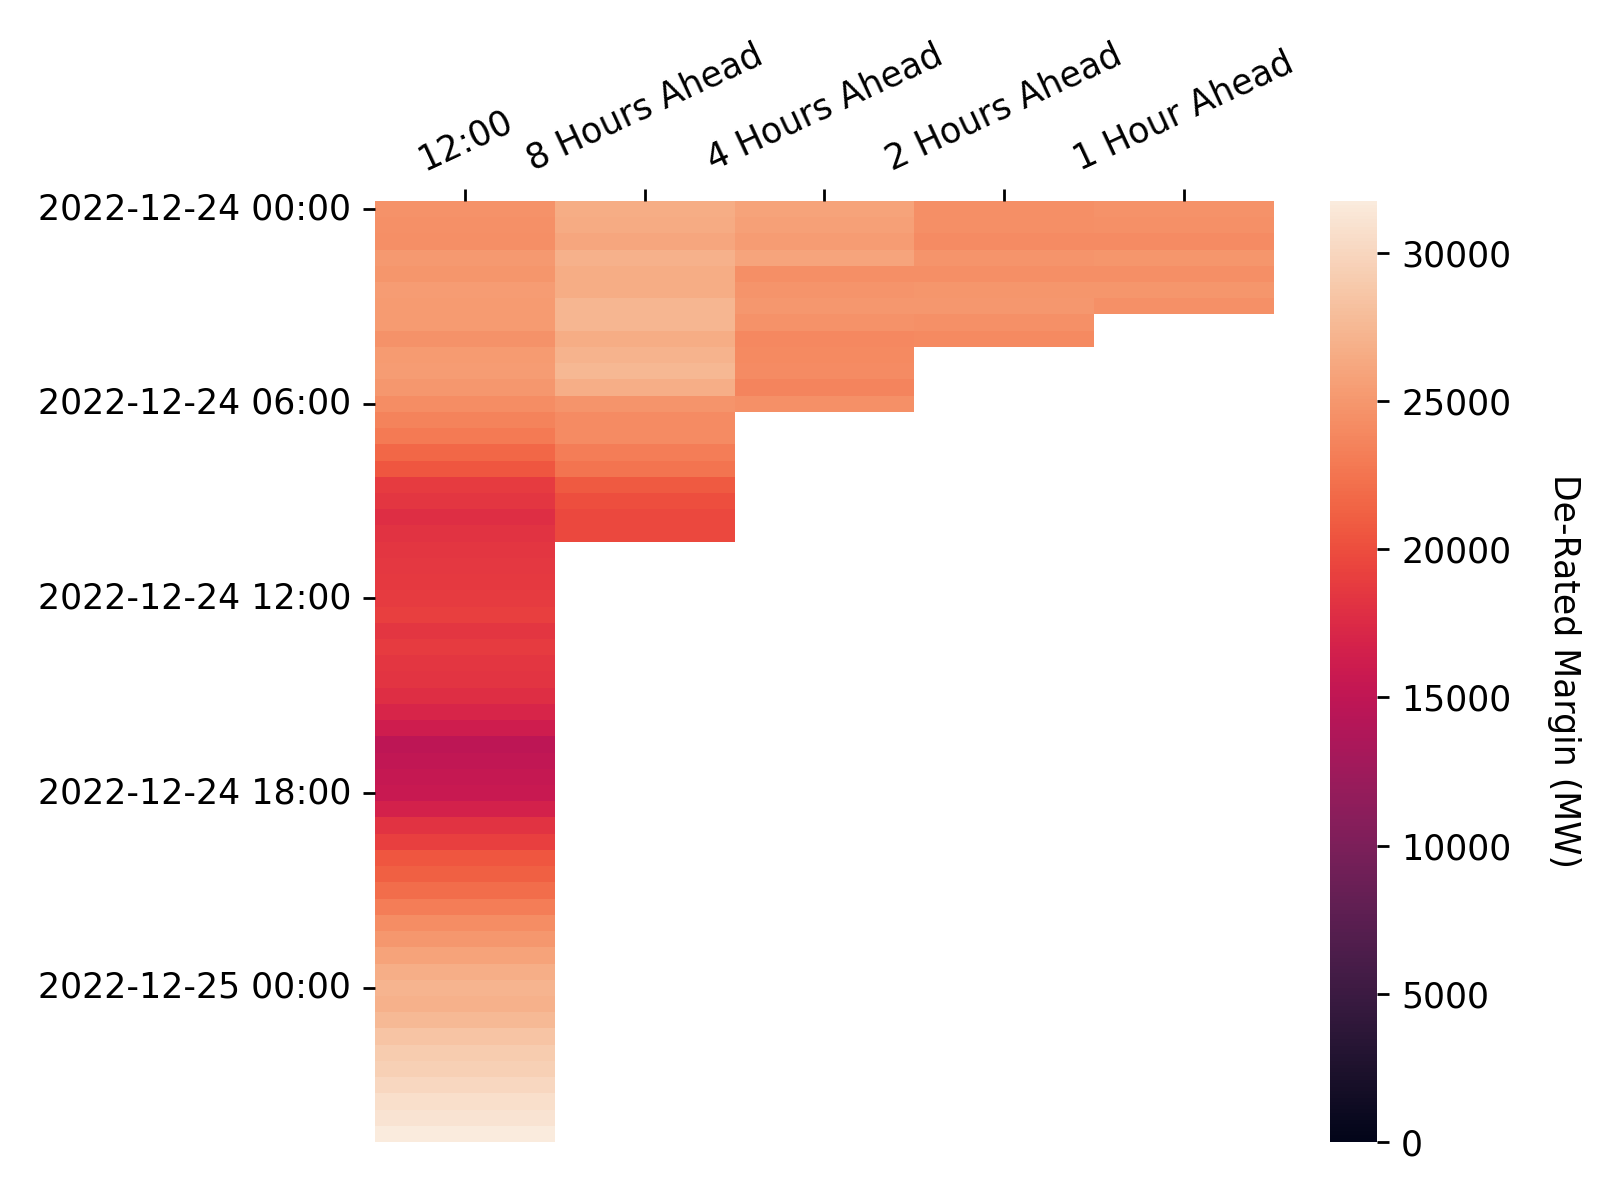 12:00
8 Hours Ahead
4 Hours Ahead
2 Hours Ahead
1 Hour Ahead
2022-12-24 00:00
2022-12-24 06:00
2022-12-24 12:00
2022-12-24 18:00
2022-12-25 00:00
30000
25000
20000
15000
10000
5000
0
De-Rated Margin (MW)